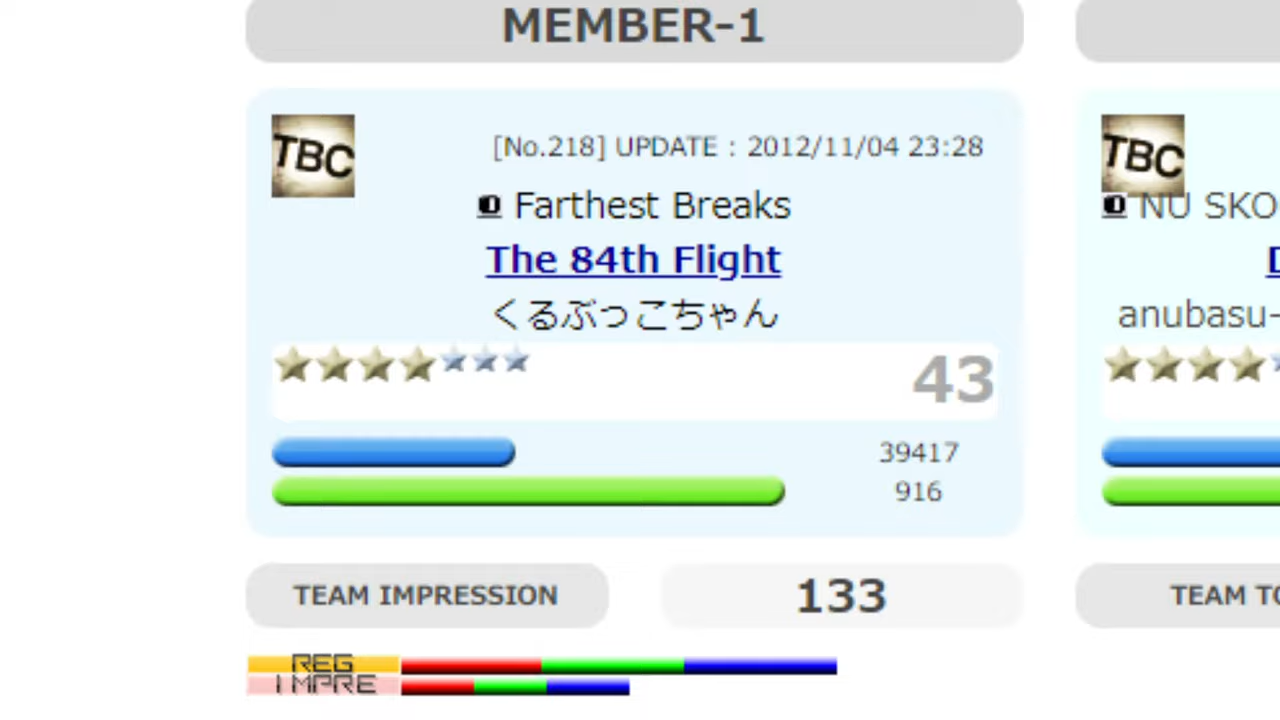 MEMBER-1
TBC
[No.218] UPDATE : 2012/11/04 23:28
Farthest Breaks
The 84th Flight
くるぶっこちゃん
43
39417
916
TBC
NU SKO
D
anubasu-
TEAM IMPRESSION
133
TEAM TO
REG
IMPRE